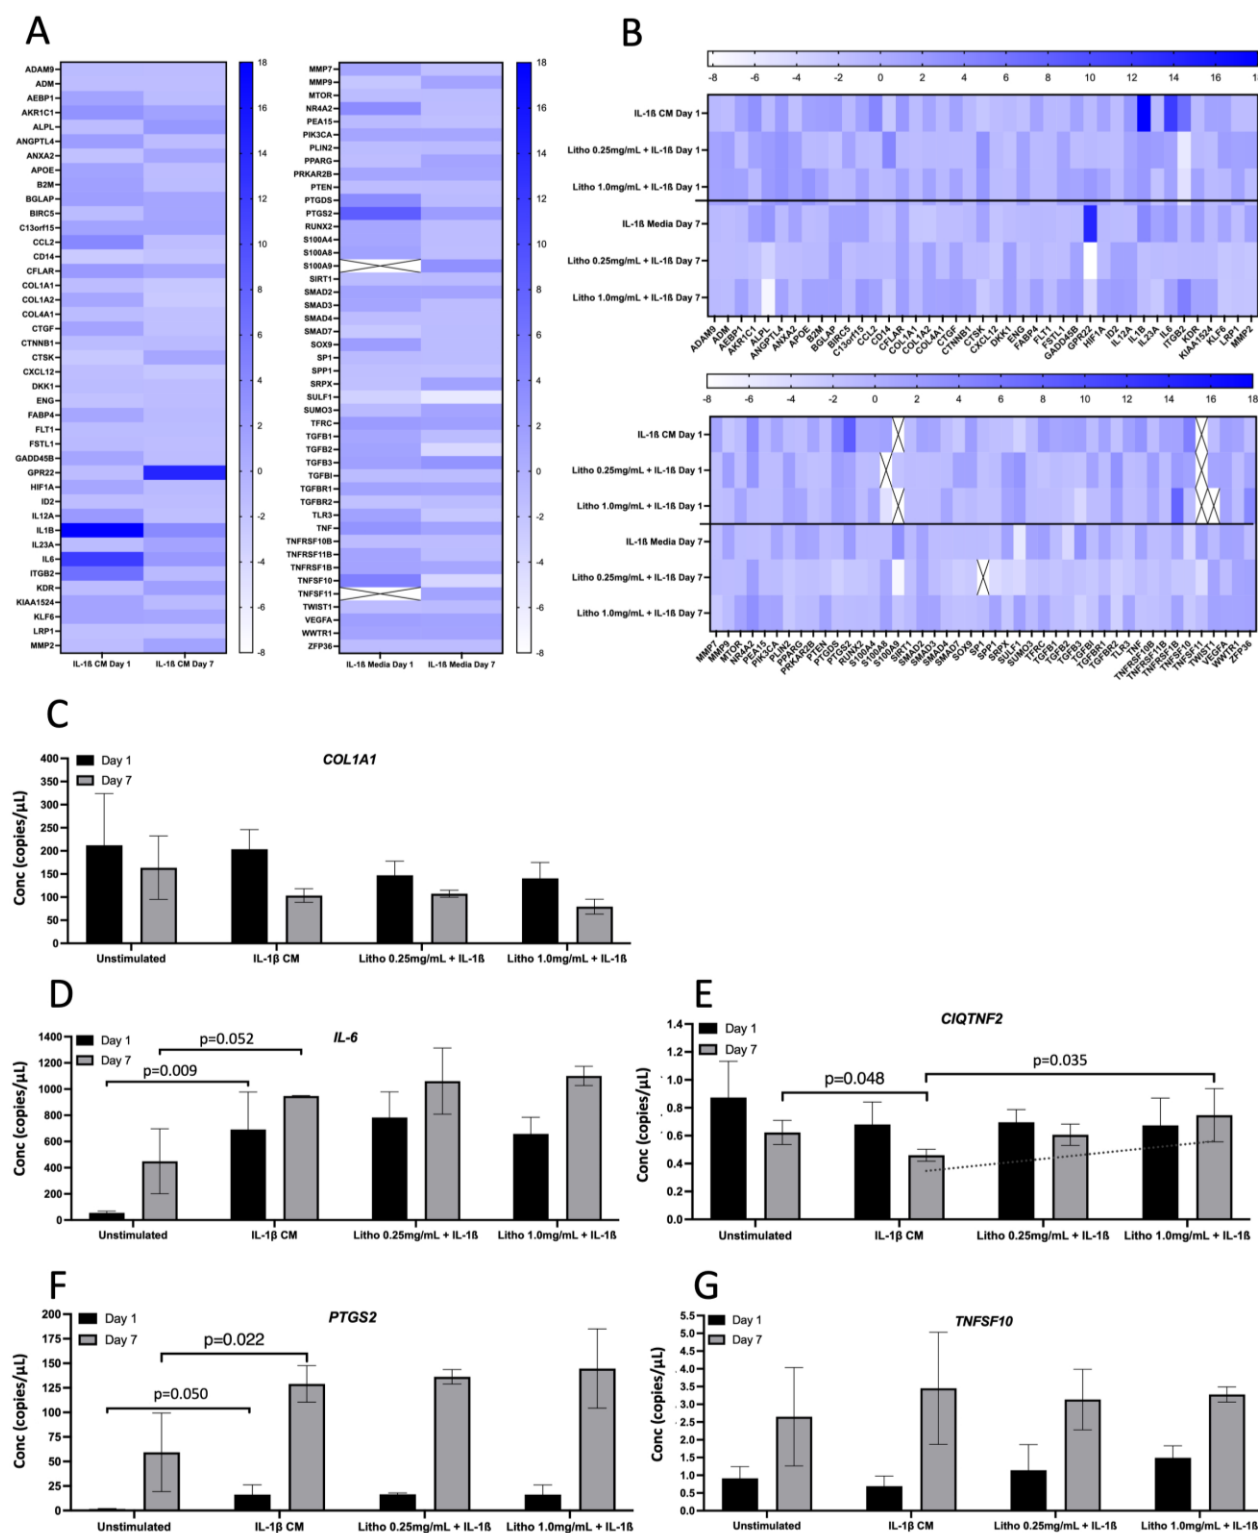 A
ADAM9
ADM
AEBP1
AKR1C1
ALPL
ANGPTL4
ANXA2
APOE
B2M
BGLAP
BIRC5
C13orf15
CCL2
CD14
CFLAR
COL1A1
COL1A2
COL4A1
CTGF
CTNNB1
CTSK
CXCL12
DKK1
ENG
FABP4
FLT1
FSTL1
GADD45B
GPR22
HIF1A
ID2
IL12A
IL1B
IL23A
IL6
ITGB2
KDR
KIAA1524
KLF6
LRP1
MMP2
IL-1ß CM Day 1
IL-1ß CM Day 7
18
16
14
12
10
8
6
4
2
0
-2
-4
-6
-8
MMP7
MMP9
MTOR
NR4A2
PEA15
PIK3CA
PLIN2
PPARG
PRKAR2B
PTEN
PTGDS
PTGS2
RUNX2
S100A4
S100A8
S100A9
SIRT1
SMAD2
SMAD3
SMAD4
SMAD7
SOX9
SP1
SPP1
SRPX
SULF1
SUMO3
TFRC
TGFB1
TGFB2
TGFB3
TGFBI
TGFBR1
TGFBR2
TLR3
TNF
TNFRSF10B
TNFRSF11B
TNFRSF1B
TNFSF10
TNFSF11
TWIST1
VEGFA
WWTR1
ZFP36
IL-1ß Media Day 1
IL-1ß Media Day 7
18
16
14
12
10
8
6
4
2
0
-2
-4
-6
-8
B
-8 -6 -4 -2 0 2 4 6 8 10 12 14 16 18
IL-1ß CM Day 1
Litho 0.25mg/mL + IL-1ß Day 1
Litho 1.0mg/mL + IL-1ß Day 1
IL-1ß Media Day 7
Litho 0.25mg/mL + IL-1ß Day 7
Litho 1.0mg/mL + IL-1ß Day 7
ADAM9
ADM
AEBP1
AKR1C1
ALPL
ANGPTL4
ANXA2
APOE
B2M
BGLAP
BIRC5
C13orf15
CCL2
CD14
CFLAR
COL1A1
COL1A2
COL4A1
CTGF
CTNNB1
CTSK
CXCL12
DKK1
ENG
FABP4
FLT1
FSTL1
GADD45B
GPR22
HIF1A
ID2
IL12A
IL1B
IL23A
IL6
ITGB2
KDR
KIAA1524
KLF6
LRP1
MMP2
-8 -6 -4 -2 0 2 4 6 8 10 12 14 16 18
IL-1ß CM Day 1
Litho 0.25mg/mL + IL-1ß Day 1
Litho 1.0mg/mL + IL-1ß Day 1
IL-1ß Media Day 7
Litho 0.25mg/mL + IL-1ß Day 7
Litho 1.0mg/mL + IL-1ß Day 7
MMP7
MMP9
MTOR
NR4A2
PEA15
PIK3CA
PLIN2
PPARG
PRKAR2B
PTEN
PTGDS
PTGS2
RUNX2
S100A4
S100A8
S100A9
SIRT1
SMAD2
SMAD3
SMAD4
SMAD7
SOX9
SP1
SPP1
SRPX
SULF1
SUMO3
TFRC
TGFB1
TGFB2
TGFB3
TGFBI
TGFBR1
TGFBR2
TLR3
TNF
TNFRSF10B
TNFRSF11B
TNFRSF1B
TNFSF10
TNFSF11
TWIST1
VEGFA
WWTR1
ZFP36
C
COL1A1
Day 1
Day 7
Conc (copies/µL)
400
350
300
250
200
150
100
50
0
Unstimulated
IL-1β CM
Litho 0.25mg/mL + IL-1ß
Litho 1.0mg/mL + IL-1ß
D
IL-6
Day 1
Day 7
p=0.052
p=0.009
Conc (copies/µL)
1400
1200
1000
800
600
400
200
0
Unstimulated
IL-1β CM
Litho 0.25mg/mL + IL-1ß
Litho 1.0mg/mL + IL-1ß
E
CIQTNF2
Day 1
Day 7
p=0.048
p=0.035
Conc (copies/µL)
1.4
1.2
1.0
0.8
0.6
0.4
0.2
0.0
Unstimulated
IL-1β CM
Litho 0.25mg/mL + IL-1ß
Litho 1.0mg/mL + IL-1ß
F
PTGS2
Day 1
Day 7
p=0.022
p=0.050
Conc (copies/µL)
200
175
150
125
100
75
50
25
0
Unstimulated
IL-1β CM
Litho 0.25mg/mL + IL-1ß
Litho 1.0mg/mL + IL-1ß
G
TNFSF10
Day 1
Day 7
Conc (copies/µL)
5.5
5.0
4.5
4.0
3.5
3.0
2.5
2.0
1.5
1.0
0.5
0.0
Unstimulated
IL-1β CM
Litho 0.25mg/mL + IL-1ß
Litho 1.0mg/mL + IL-1ß